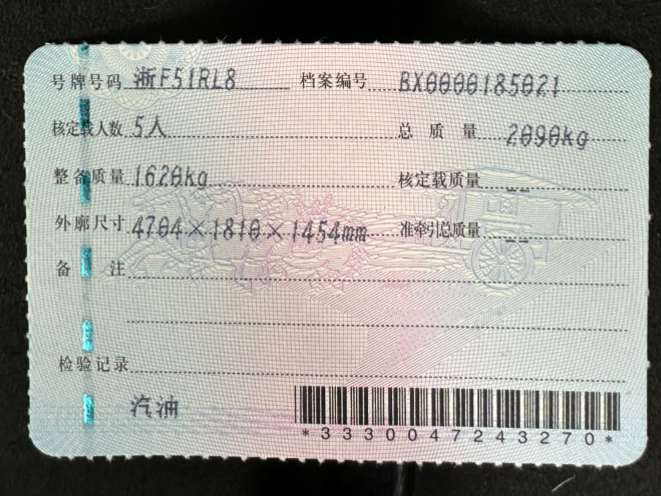 号牌号码 浙F51RL8 档案编号 BX0000185021
核定载人数 5人 总质量 2090kg
整备质量 1620kg 核定载质量 --
外廓尺寸 4704×1810×1454mm 准牵引总质量 --
备注
检验记录
汽油
*3330047243270*